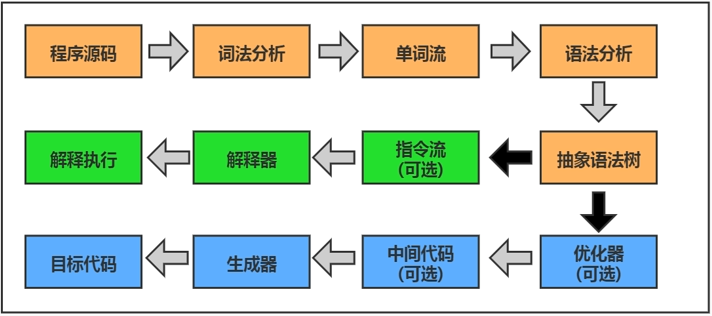 程序源码
词法分析
单词流
语法分析
解释执行
解释器
指令流
(可选)
抽象语法树
目标代码
生成器
中间代码
(可选)
优化器
(可选)